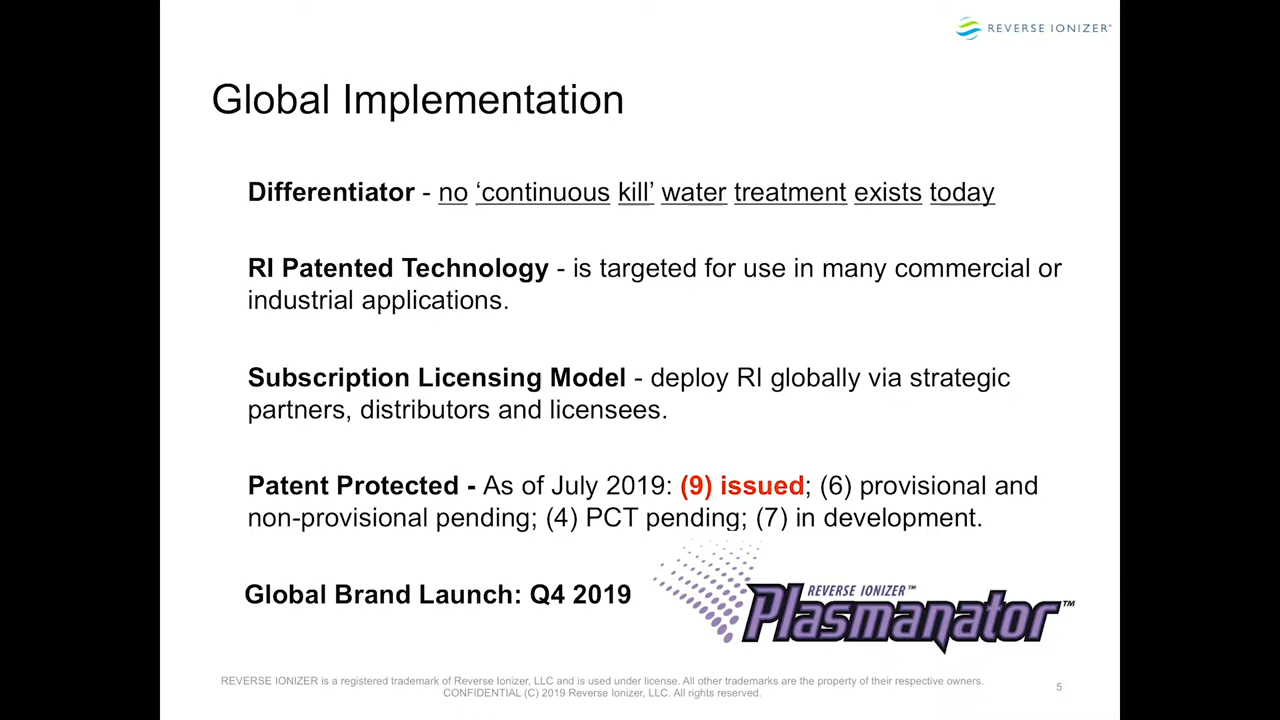 REVERSE IONIZER™
Global Implementation
Differentiator - no ‘continuous kill’ water treatment exists today
RI Patented Technology - is targeted for use in many commercial or
industrial applications.
Subscription Licensing Model - deploy RI globally via strategic
partners, distributors and licensees.
Patent Protected - As of July 2019: (9) issued; (6) provisional and
non-provisional pending; (4) PCT pending; (7) in development.
Global Brand Launch: Q4 2019
REVERSE IONIZER™
Plasmanator™
REVERSE IONIZER is a registered trademark of Reverse Ionizer, LLC and is used under license. All other trademarks are the property of their respective owners.
CONFIDENTIAL (C) 2019 Reverse Ionizer, LLC. All rights reserved.
5